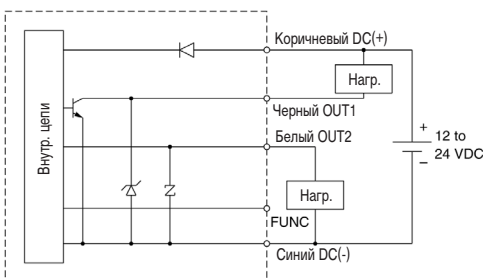 Коричневый DC(+)
Нагр.
Черный OUT1
Белый OUT2
Внутр. цепи
+
12 to
24 VDC
–
Нагр.
FUNC
Синий DC(-)